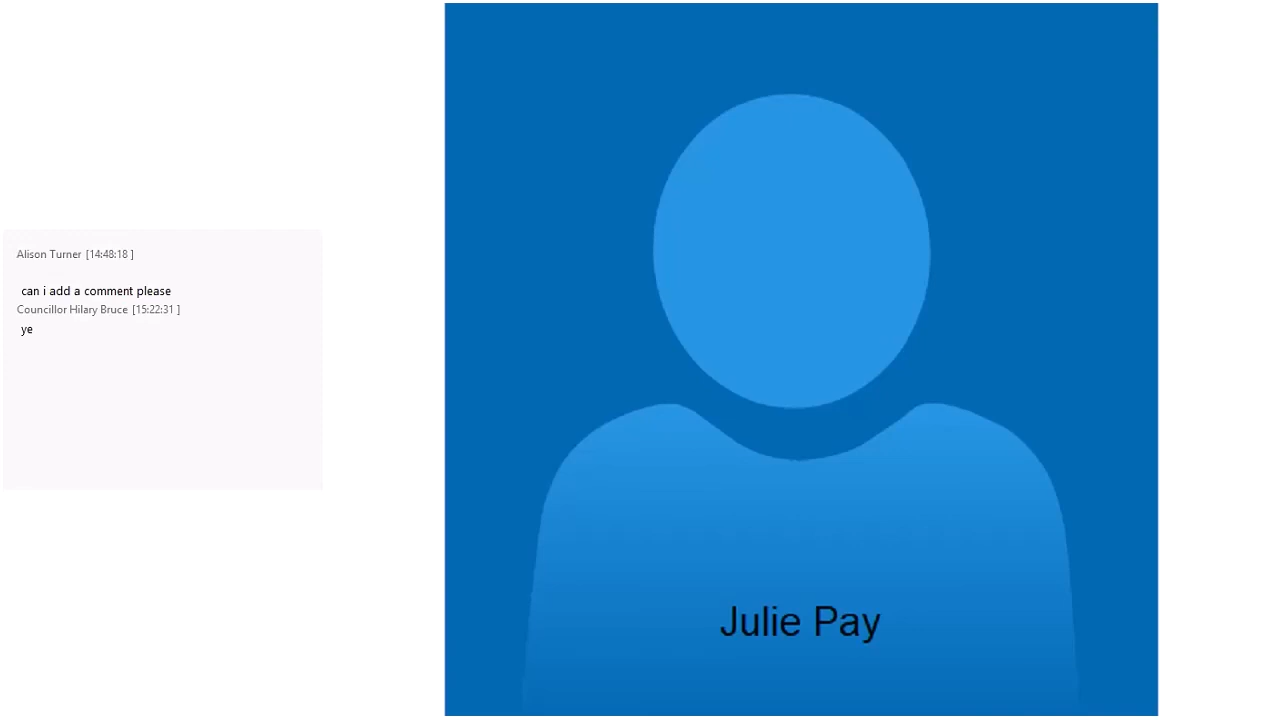 Alison Turner [14:48:18 ]
can i add a comment please
Councillor Hilary Bruce [15:22:31 ]
ye
Julie Pay